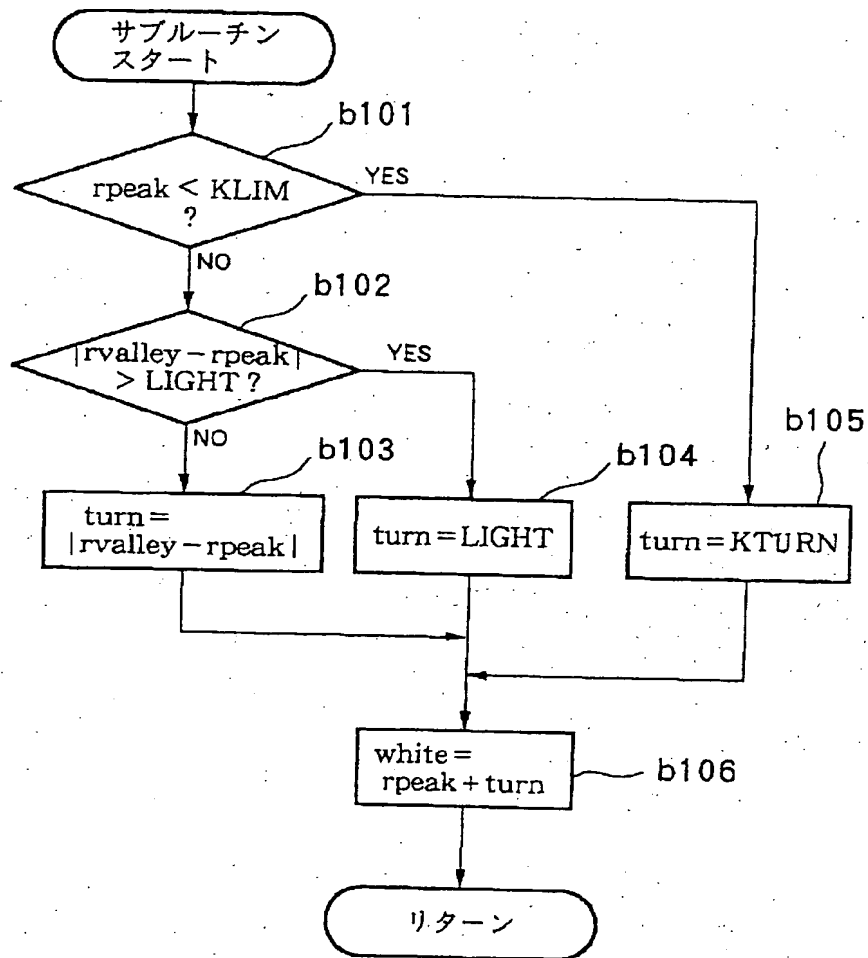 サブルーチン
スタート
b101
rpeak < KLIM
?
YES
NO
b102
|rvalley-rpeak|
> LIGHT ?
YES
NO
b103
turn=
|rvalley-rpeak|
b104
turn=LIGHT
b105
turn=KTURN
white=
rpeak+turn
b106
リターン